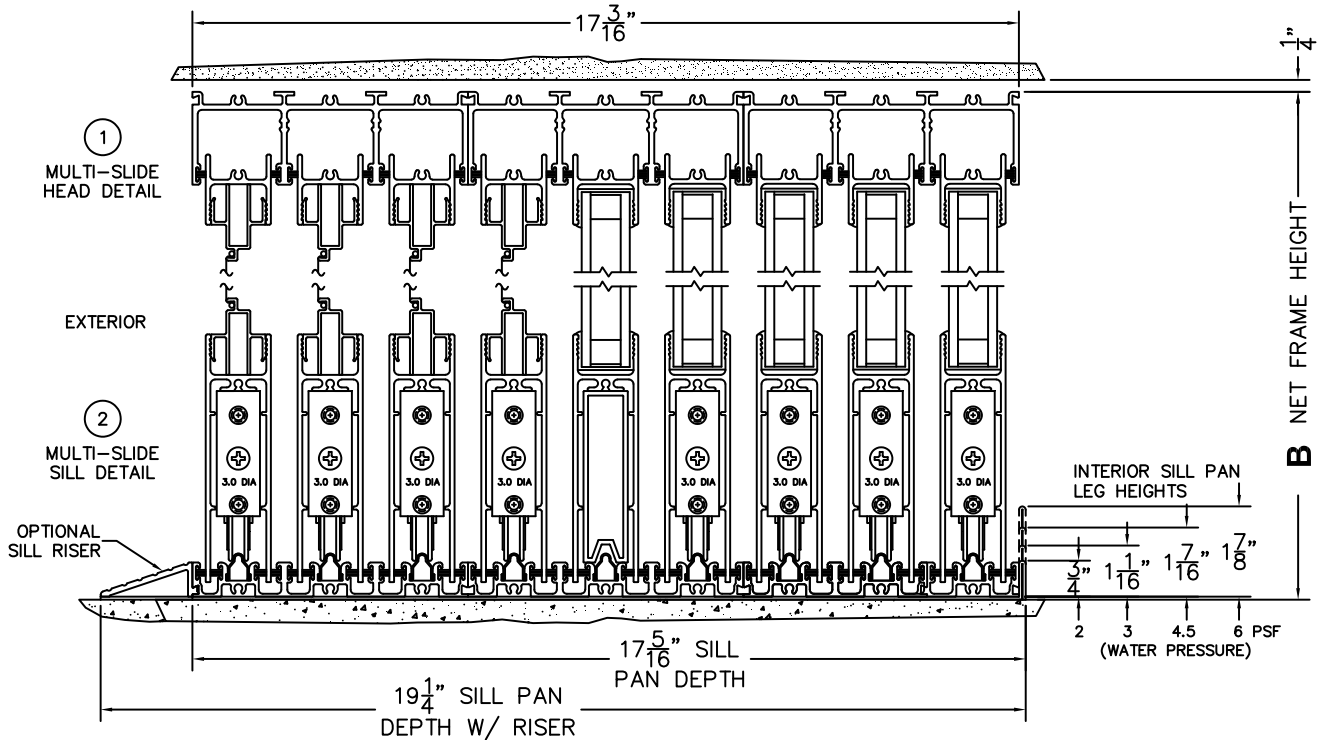 17 3/16"
1/4"
1
MULTI-SLIDE
HEAD DETAIL
EXTERIOR
B NET FRAME HEIGHT
2
MULTI-SLIDE
SILL DETAIL
3.0 DIA 3.0 DIA 3.0 DIA 3.0 DIA 3.0 DIA 3.0 DIA 3.0 DIA 3.0 DIA
INTERIOR SILL PAN
LEG HEIGHTS
OPTIONAL
SILL RISER
3/4" 1 1/16" 1 7/16" 1 7/8"
2 3 4.5 6 PSF
(WATER PRESSURE)
17 5/16" SILL
PAN DEPTH
19 1/4" SILL PAN
DEPTH W/ RISER